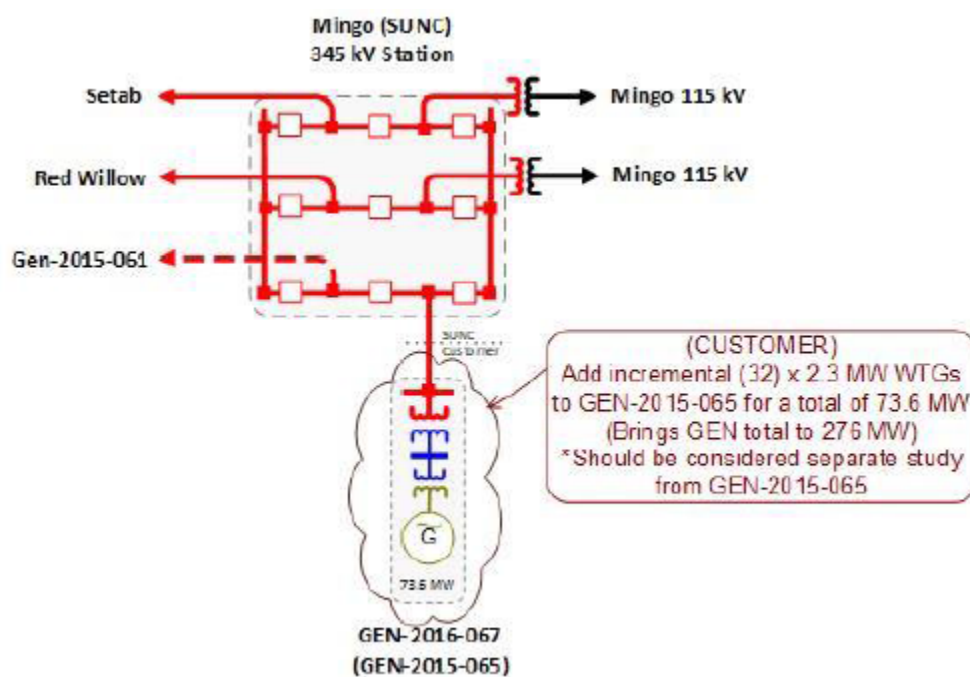 Mingo (SUNC)
345 kV Station
Setab
Mingo 115 kV
Red Willow
Mingo 115 kV
Gen-2015-061
SUNC
Customer
(CUSTOMER)
Add incremental (32) x 2.3 MW WTGs
to GEN-2015-065 for a total of 73.6 MW
(Brings GEN total to 276 MW)
*Should be considered separate study
from GEN-2015-065
G
73.6 MW
GEN-2016-067
(GEN-2015-065)